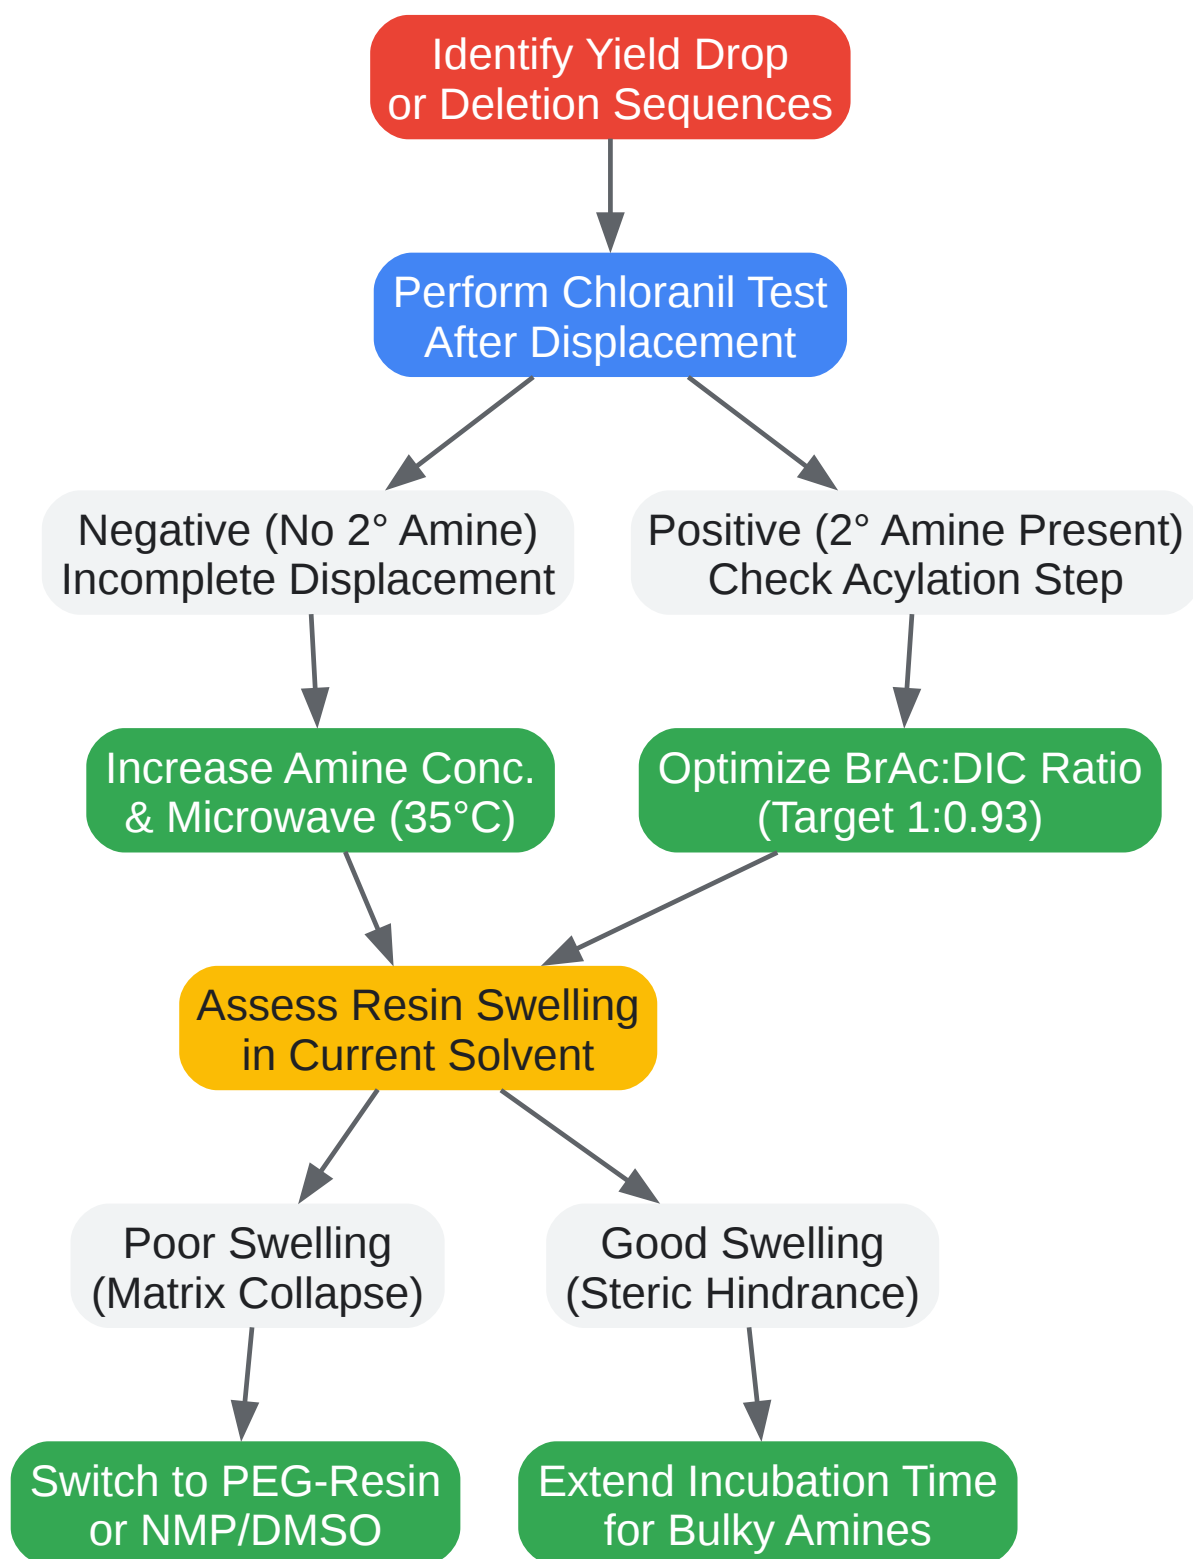 Identify Yield Drop
or Deletion Sequences
Perform Chloranil Test
After Displacement
Negative (No 2° Amine)
Incomplete Displacement
Positive (2° Amine Present)
Check Acylation Step
Increase Amine Conc.
& Microwave (35°C)
Optimize BrAc:DIC Ratio
(Target 1:0.93)
Assess Resin Swelling
in Current Solvent
Poor Swelling
(Matrix Collapse)
Good Swelling
(Steric Hindrance)
Switch to PEG-Resin
or NMP/DMSO
Extend Incubation Time
for Bulky Amines